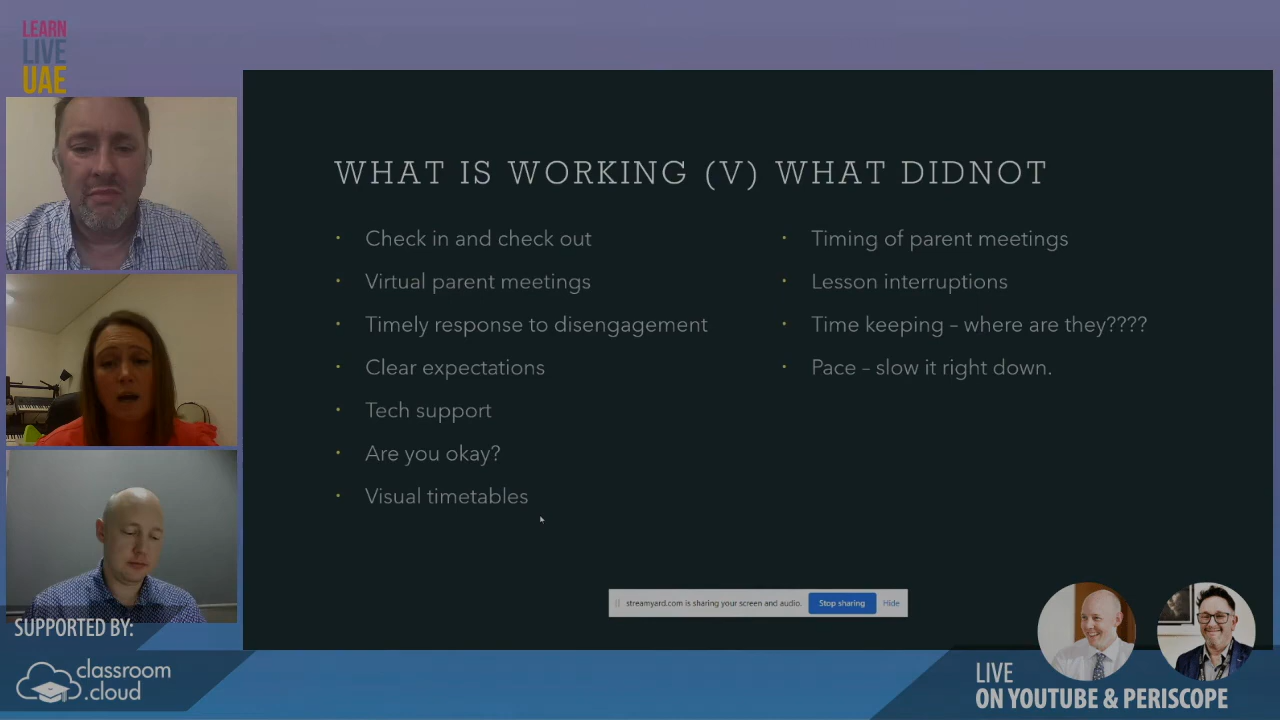 LEARN
LIVE
UAE
WHAT IS WORKING (V) WHAT DIDNOT
Check in and check out
Virtual parent meetings
Timely response to disengagement
Clear expectations
Tech support
Are you okay?
Visual timetables
Timing of parent meetings
Lesson interruptions
Time keeping – where are they????
Pace – slow it right down.
streamyard.com is sharing your screen and audio.
Stop sharing
Hide
SUPPORTED BY:
classroom
.cloud
LIVE
ON YOUTUBE & PERISCOPE